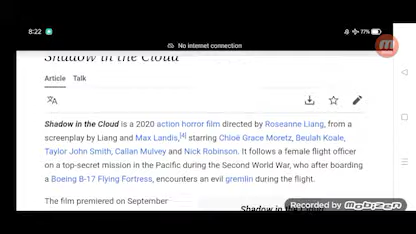 8:22
77%
No internet connection
Shadow in the Cloud
Article Talk
Shadow in the Cloud is a 2020 action horror film directed by Roseanne Liang, from a
screenplay by Liang and Max Landis,[4] starring Chloë Grace Moretz, Beulah Koale,
Taylor John Smith, Callan Mulvey and Nick Robinson. It follows a female flight officer
on a top-secret mission in the Pacific during the Second World War, who after boarding
a Boeing B-17 Flying Fortress, encounters an evil gremlin during the flight.
The film premiered on September
Shadow in the Cloud
Recorded by Mobizen